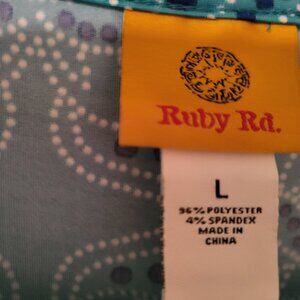 Ruby Rd.
L
96% POLYESTER
4% SPANDEX
MADE IN
CHINA